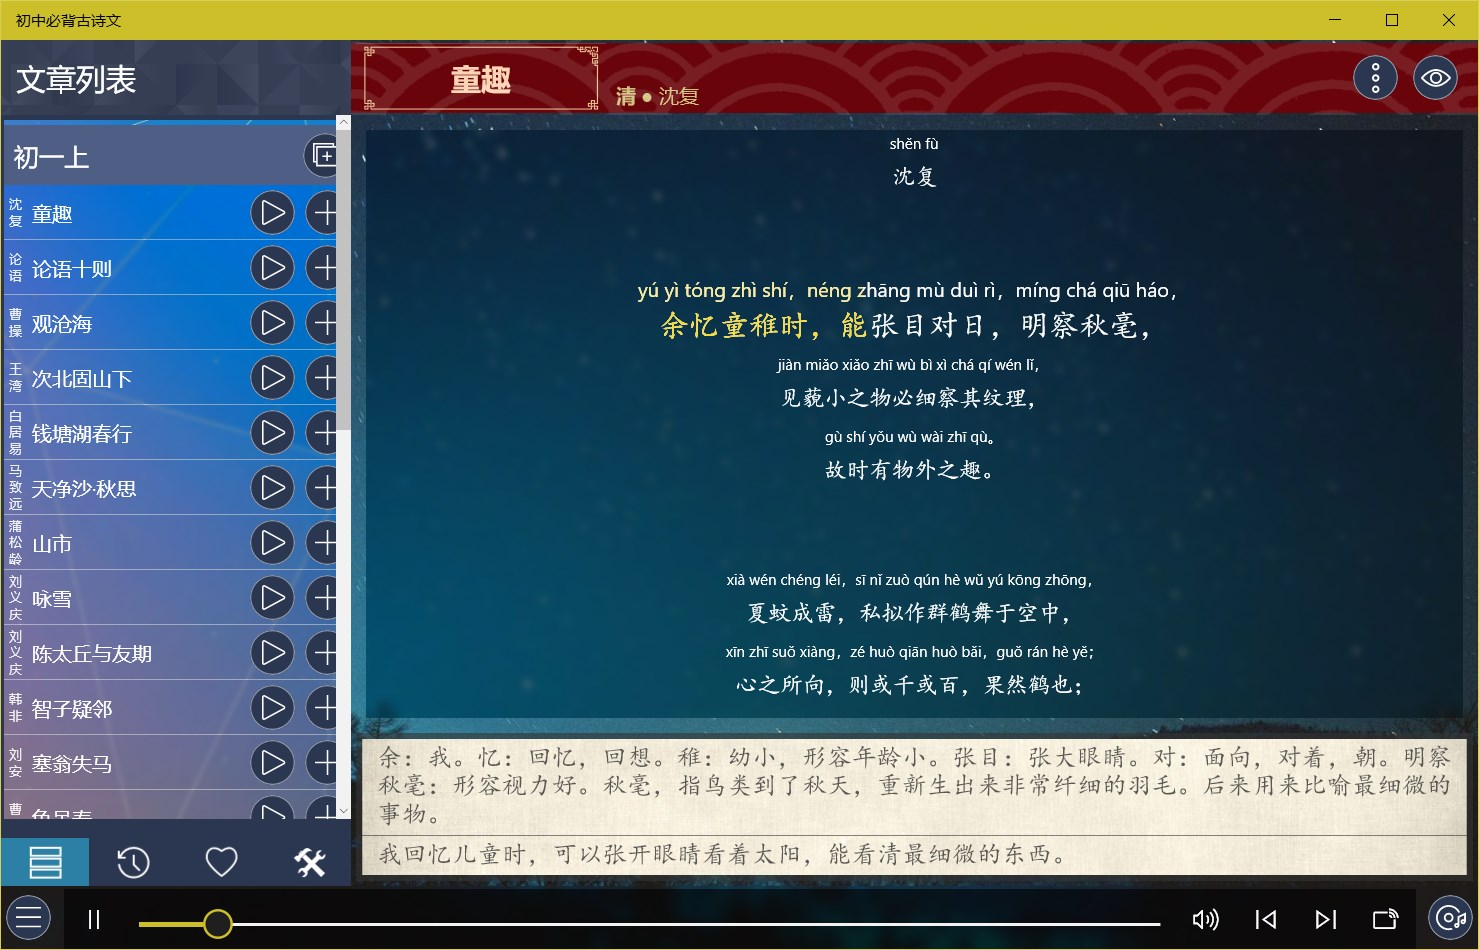 初中必背古诗文
文章列表
童趣
清•沈复
初一上
沈复 童趣
论语 论语十则
曹操 观沧海
王湾 次北固山下
白居易 钱塘湖春行
马致远 天净沙·秋思
蒲松龄 山市
刘义庆 咏雪
刘义庆 陈太丘与友期
韩非 智子疑邻
刘安 塞翁失马
曹
shěn fù
沈复
yú yì tóng zhì shí，néng zhāng mù duì rì，míng chá qiū háo，
余忆童稚时，能张目对日，明察秋毫，
jiàn miǎo xiǎo zhī wù bì xì chá qí wén lǐ，
见藐小之物必细察其纹理，
gù shí yǒu wù wài zhī qù。
故时有物外之趣。
xià wén chéng léi，sī nǐ zuò qún hè wǔ yú kōng zhōng，
夏蚊成雷，私拟作群鹤舞于空中，
xīn zhī suǒ xiàng，zé huò qiān huò bǎi，guǒ rán hè yě；
心之所向，则或千或百，果然鹤也；
余：我。忆：回忆，回想。稚：幼小，形容年龄小。张目：张大眼睛。对：面向，对着，朝。明察
秋毫：形容视力好。秋毫，指鸟类到了秋天，重新生出来非常纤细的羽毛。后来用来比喻最细微的
事物。
我回忆儿童时，可以张开眼睛看着太阳，能看清最细微的东西。